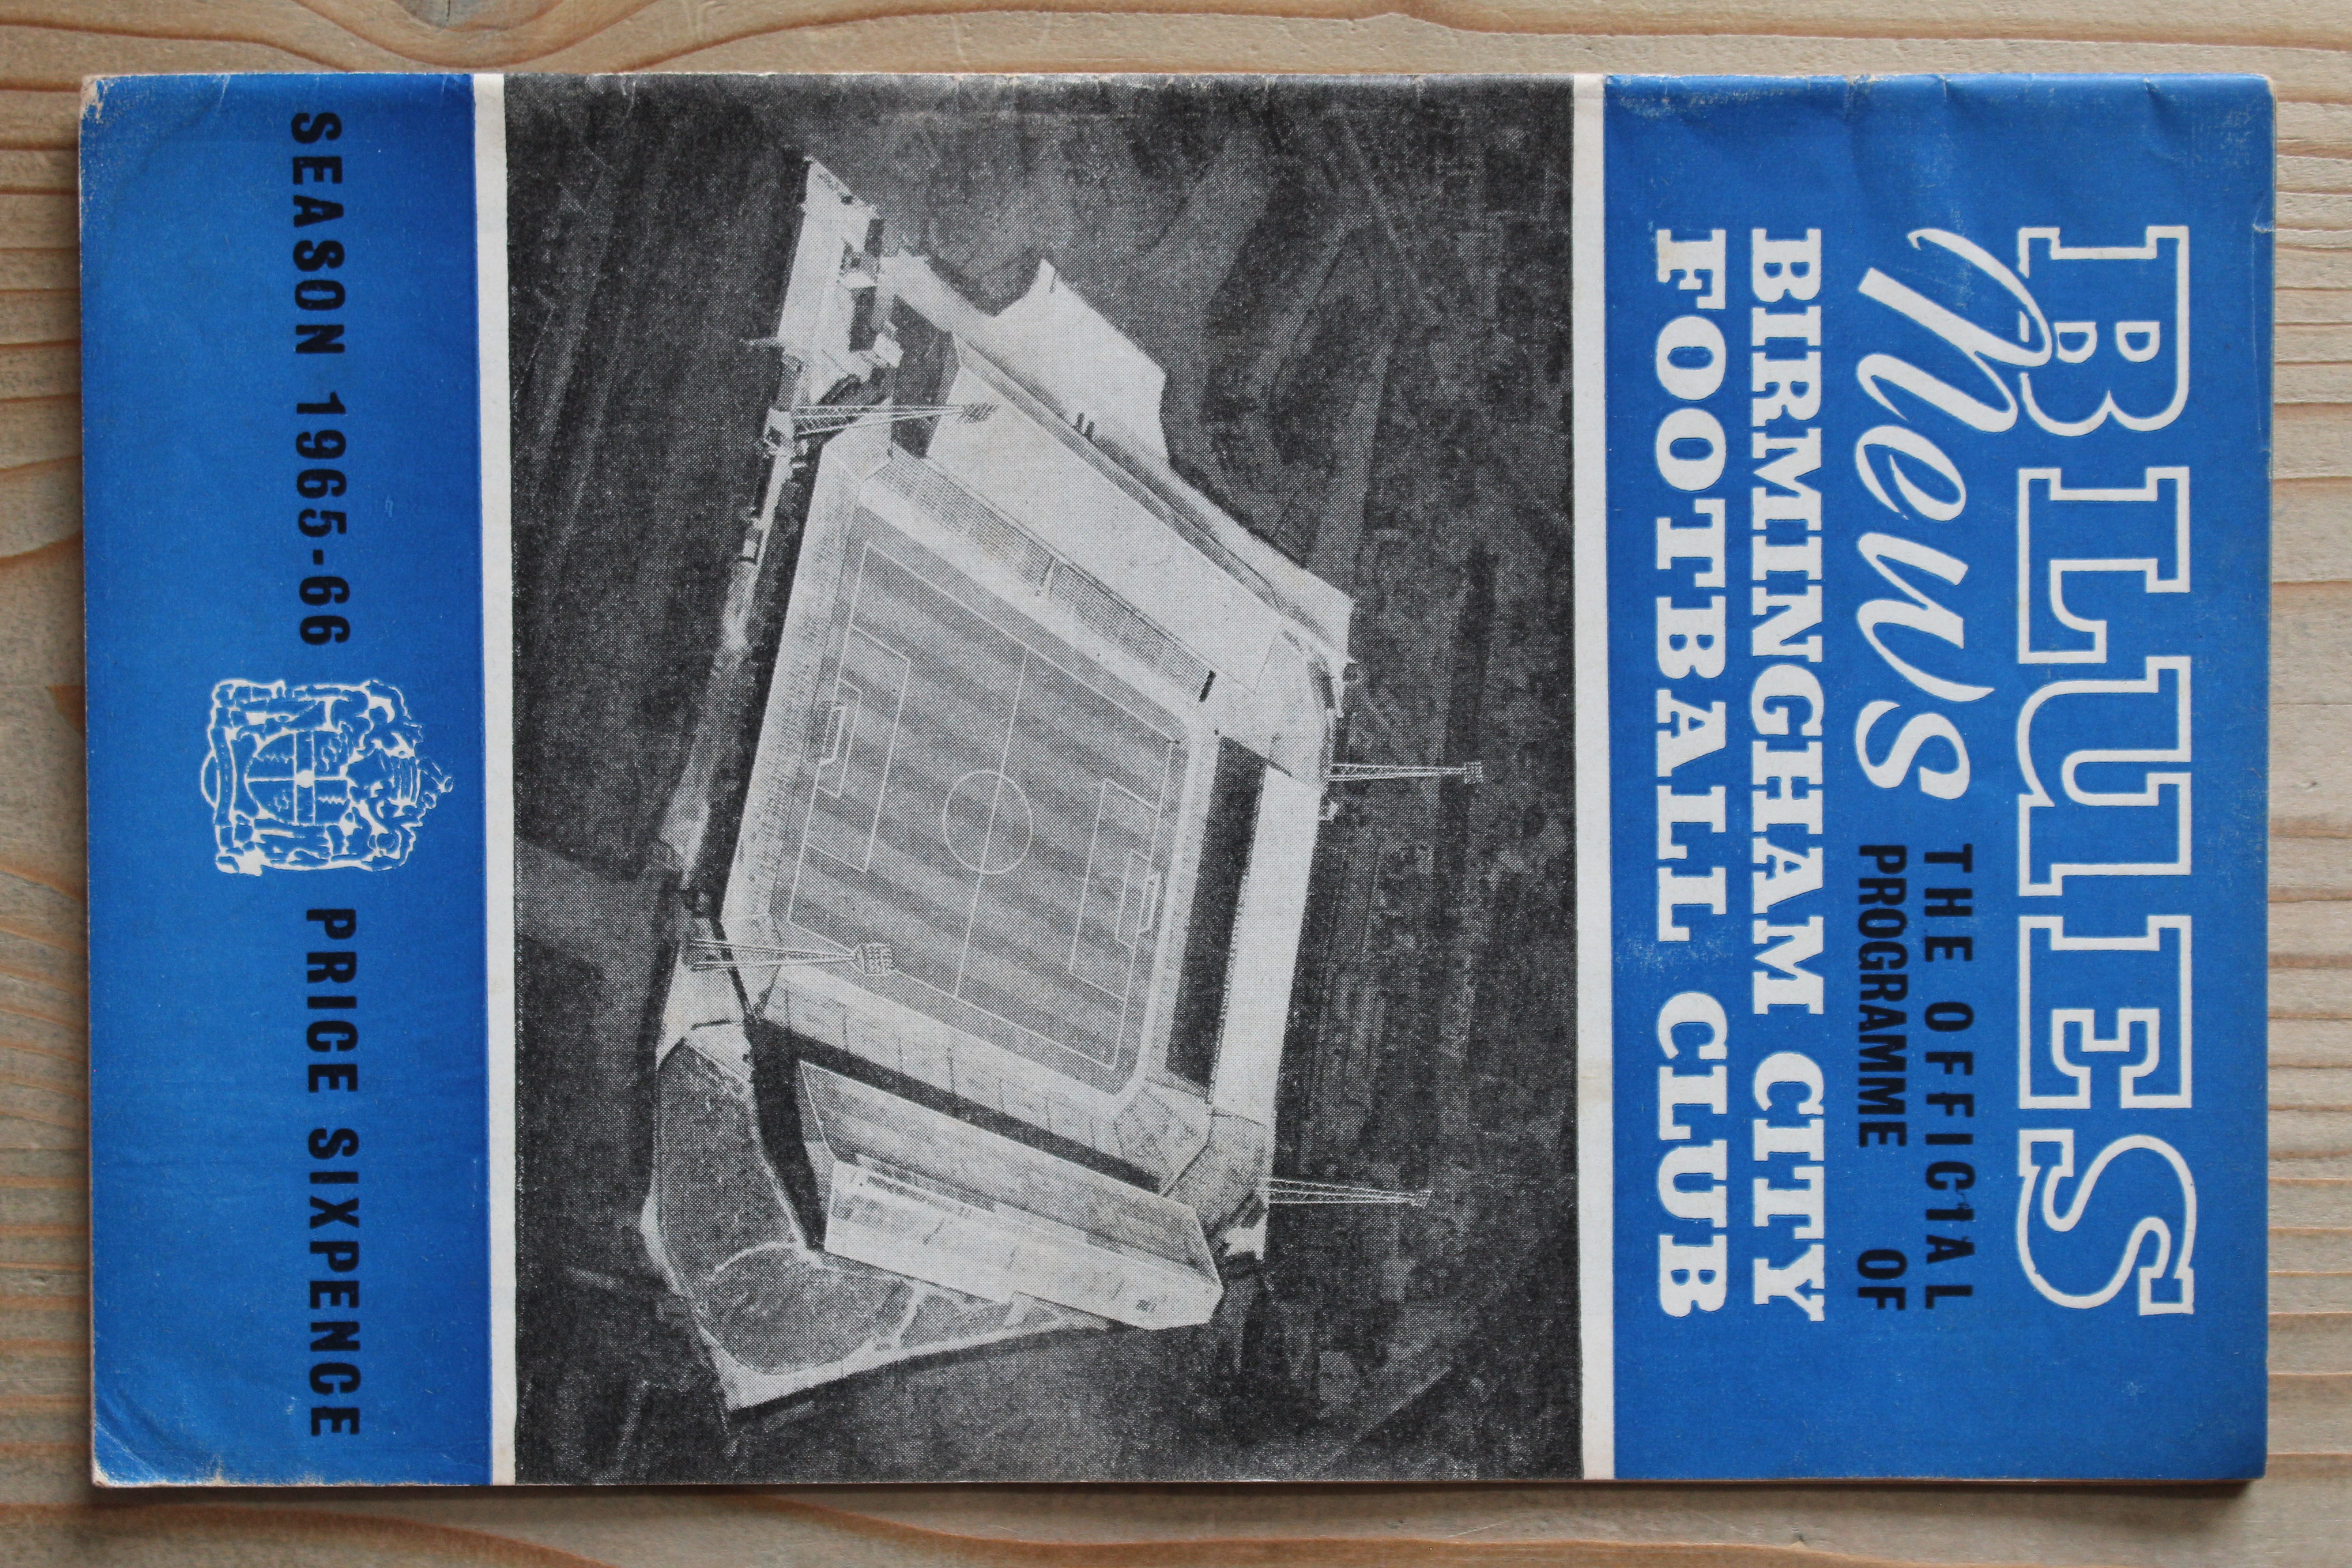 BLUES
News
THE OFFICIAL
PROGRAMME OF
BIRMINGHAM CITY
FOOTBALL CLUB
SEASON 1965-66 PRICE SIXPENCE